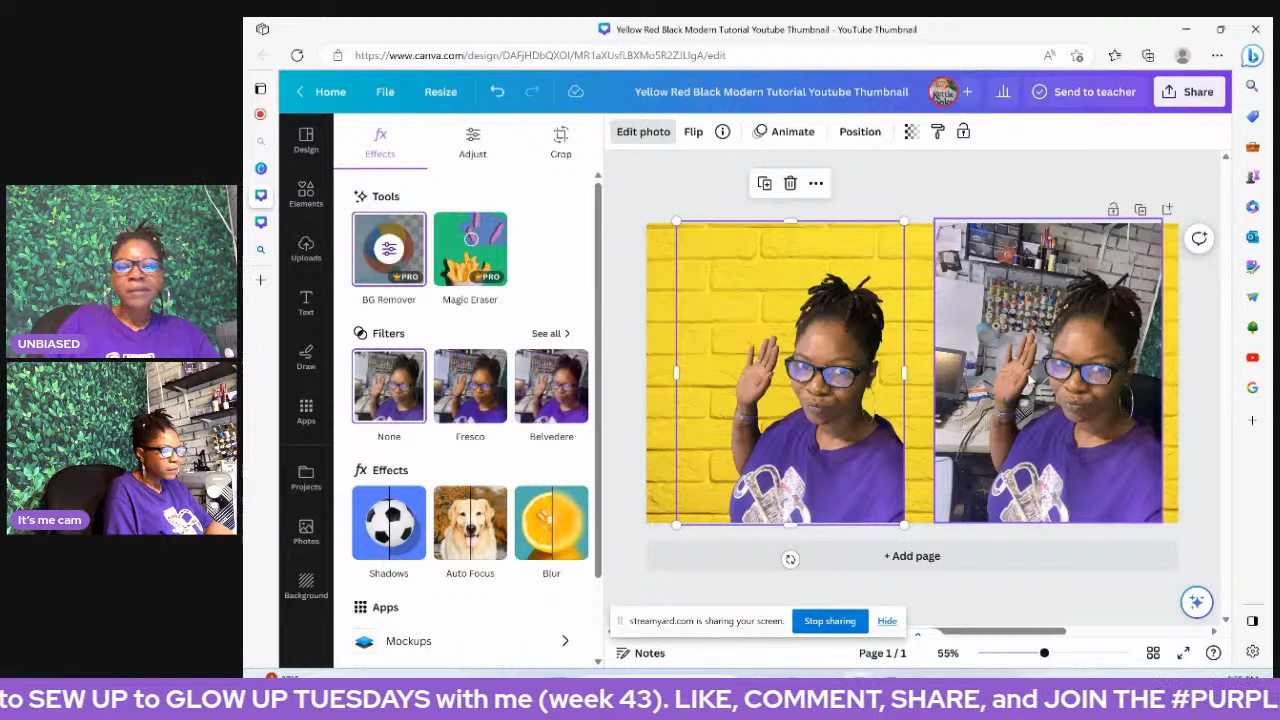 Yellow Red Black Modern Tutorial Youtube Thumbnail - YouTube Thumbnail
https://www.canva.com/design/DAFjHDbQXOI/MR1aXUsfLBXMo5R2ZJLIgA/edit
Home File Resize Yellow Red Black Modern Tutorial Youtube Thumbnail Send to teacher Share
Design
Elements
Uploads
Text
Draw
Apps
Projects
Photos
Background
Effects Adjust Crop
Edit photo Flip Animate Position
Tools
PRO PRO
BG Remover Magic Eraser
Filters See all
None Fresco Belvedere
fx Effects
Shadows Auto Focus Blur
Apps
Mockups
+ Add page
streamyard.com is sharing your screen. Stop sharing Hide
Notes Page 1 / 1 55%
UNBIASED
It's me cam
to SEW UP to GLOW UP TUESDAYS with me (week 43). LIKE, COMMENT, SHARE, and JOIN THE #PURPL